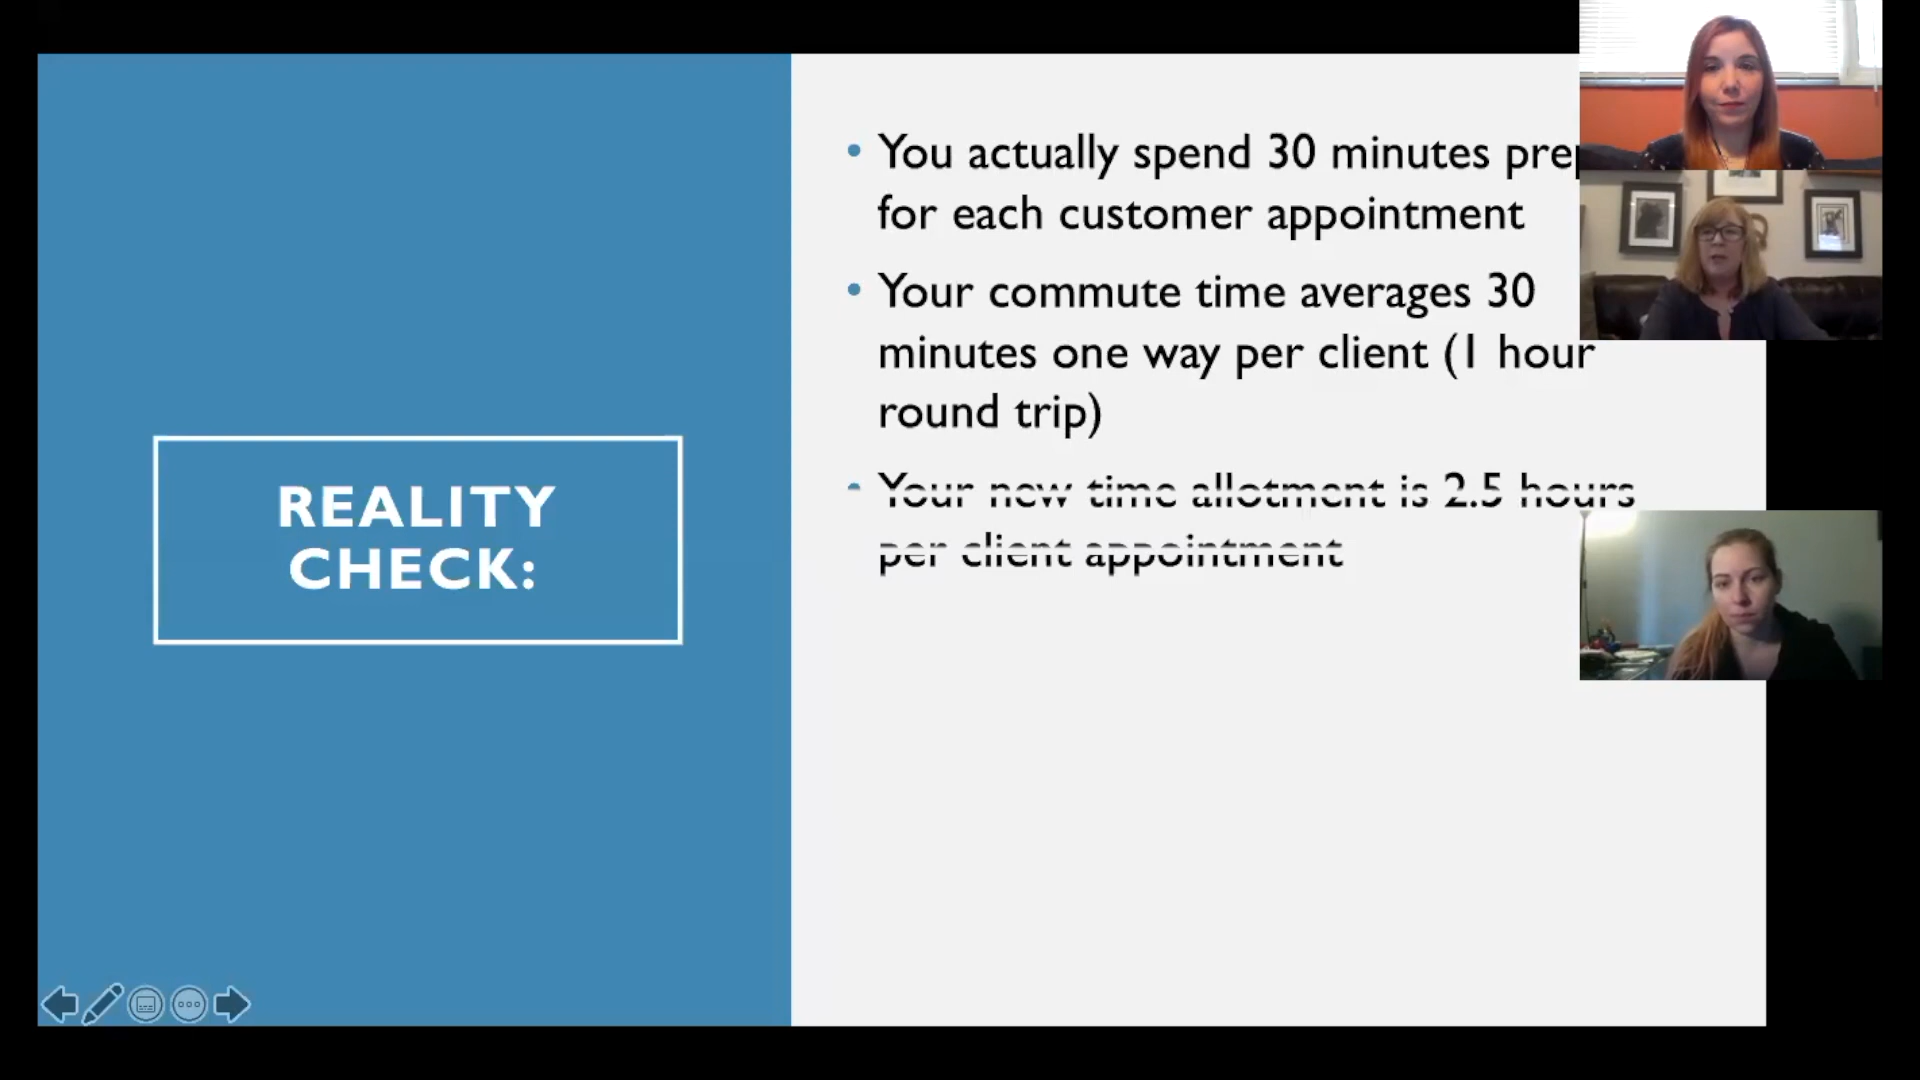 REALITY
CHECK:
• You actually spend 30 minutes prep
for each customer appointment
• Your commute time averages 30
minutes one way per client (1 hour
round trip)
• Your new time allotment is 2.5 hours
per client appointment